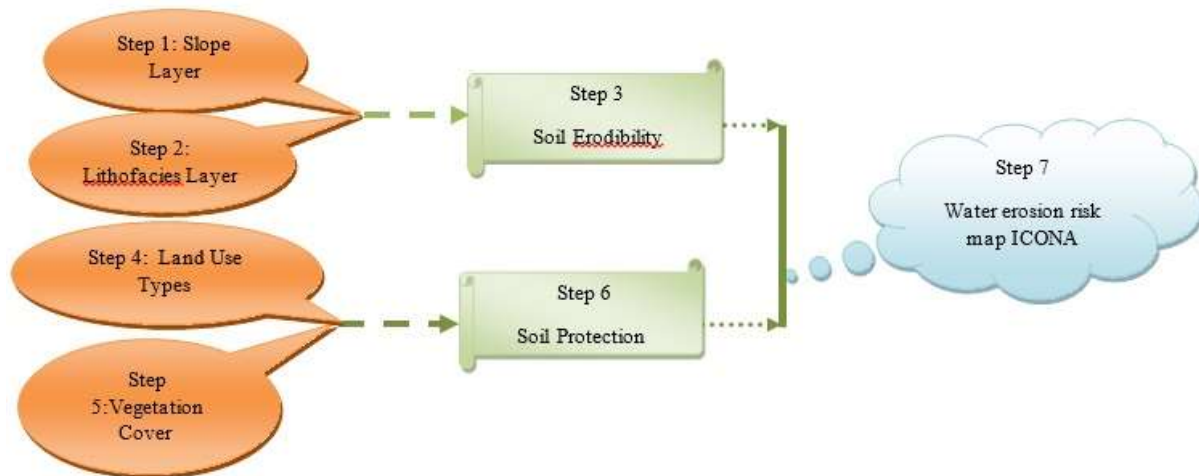 Step 1: Slope
Layer
Step 2:
Lithofacies Layer
Step 3
Soil Erodibility
Step 4:  Land Use
Types
Step
5:Vegetation
Cover
Step 6
Soil Protection
Step 7
Water erosion risk
map ICONA